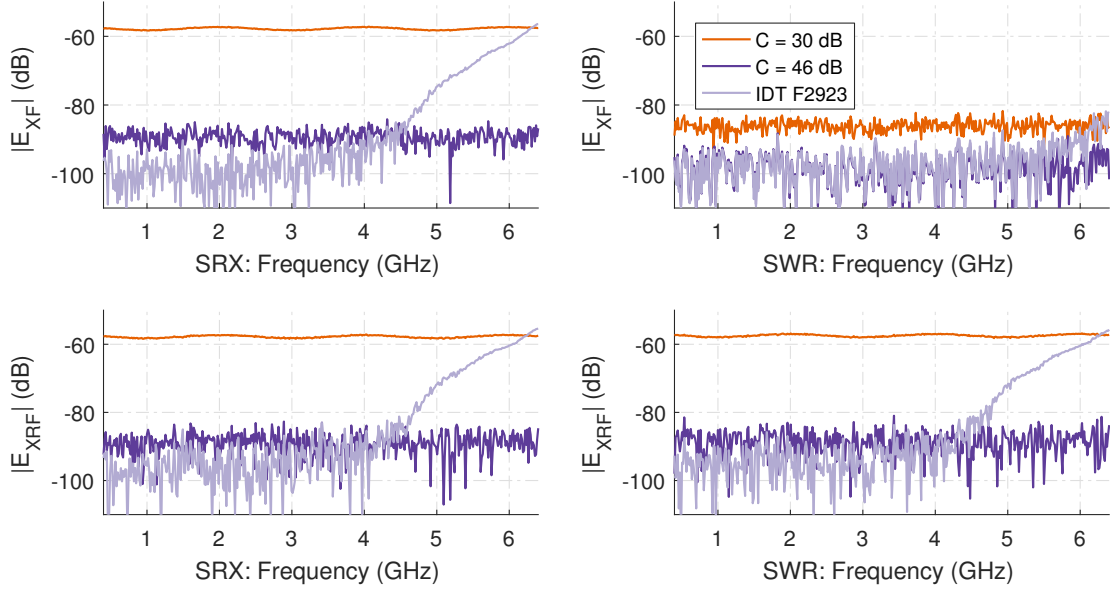 |E_XF| (dB)
-60
-80
-100
1 2 3 4 5 6
SRX: Frequency (GHz)
|E_XF| (dB)
-60
-80
-100
C = 30 dB
C = 46 dB
IDT F2923
1 2 3 4 5 6
SWR: Frequency (GHz)
|E_XRF| (dB)
-60
-80
-100
1 2 3 4 5 6
SRX: Frequency (GHz)
|E_XRF| (dB)
-60
-80
-100
1 2 3 4 5 6
SWR: Frequency (GHz)